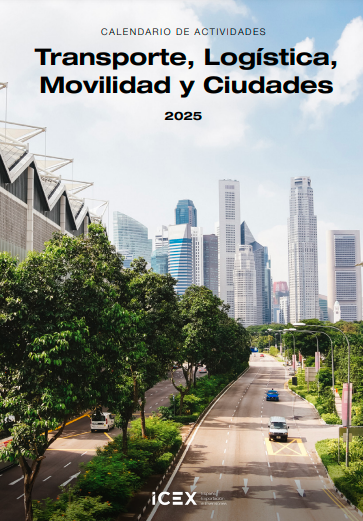 CALENDARIO DE ACTIVIDADES
Transporte, Logística,
Movilidad y Ciudades
2025
ICEX